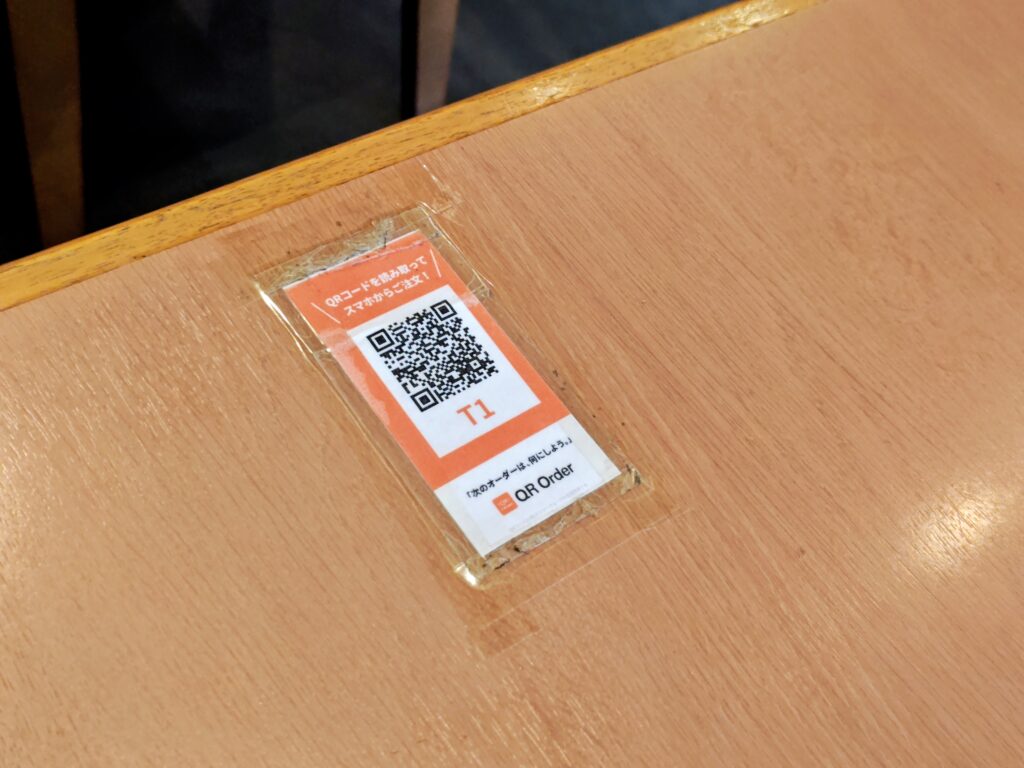 QRコードを読み取って
スマホからご注文！
T1
「次のオーダーは、何にしよう。」
QR Order